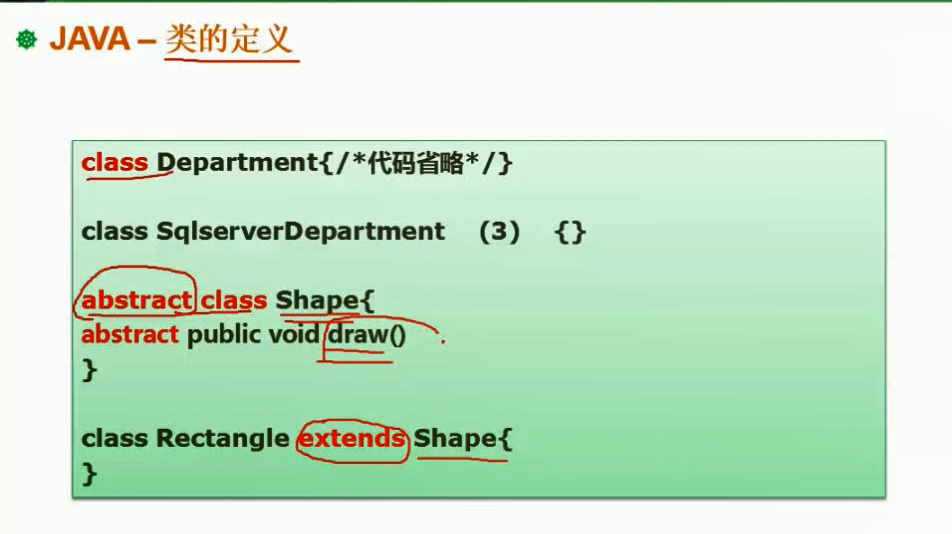 JAVA – 类的定义
class Department{/*代码省略*/}
class SqlserverDepartment (3) {}
abstract class Shape{
abstract public void draw()
}
class Rectangle extends Shape{
}